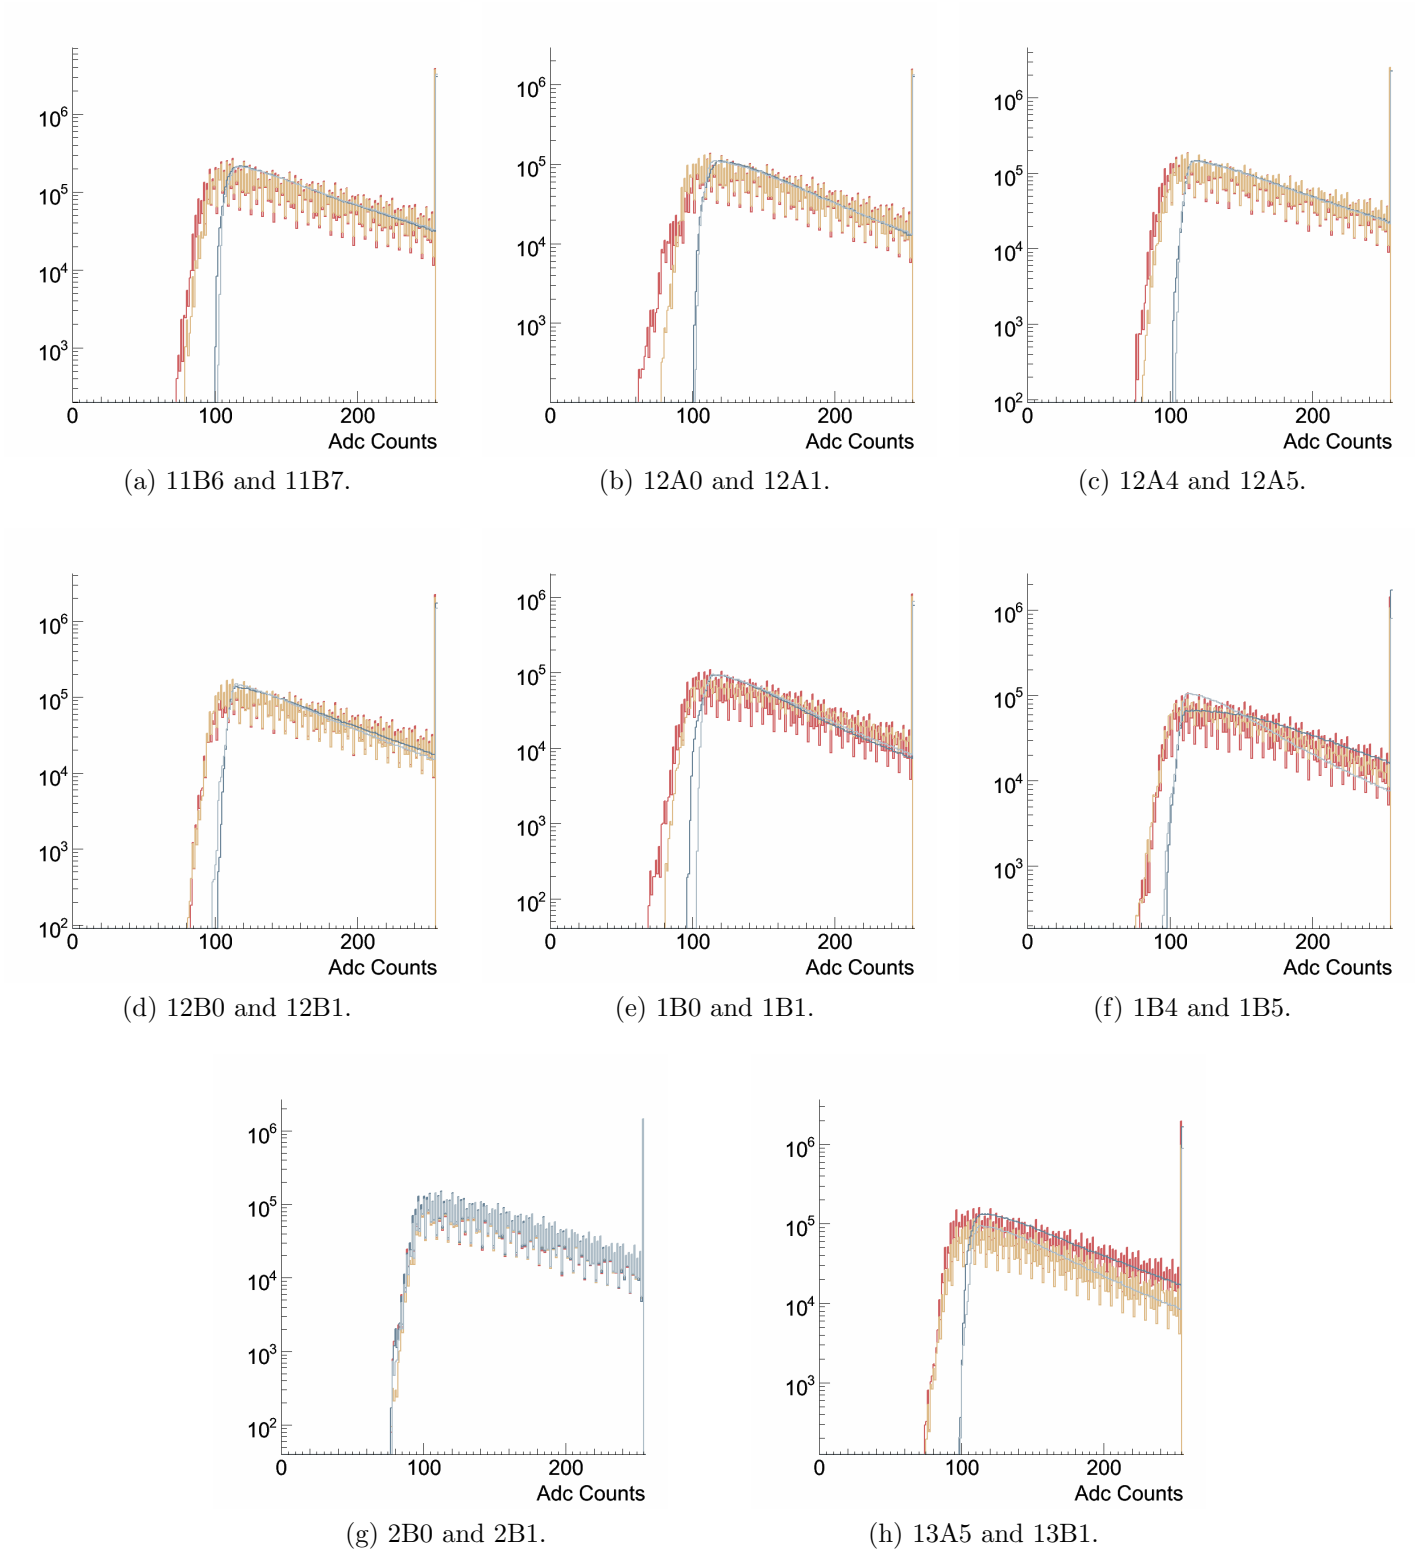 10^6
10^5
10^4
10^3
0 100 200
Adc Counts
(a) 11B6 and 11B7.
10^6
10^5
10^4
10^3
0 100 200
Adc Counts
(b) 12A0 and 12A1.
10^6
10^5
10^4
10^3
10^2
0 100 200
Adc Counts
(c) 12A4 and 12A5.
10^6
10^5
10^4
10^3
10^2
0 100 200
Adc Counts
(d) 12B0 and 12B1.
10^6
10^5
10^4
10^3
10^2
0 100 200
Adc Counts
(e) 1B0 and 1B1.
10^6
10^5
10^4
10^3
0 100 200
Adc Counts
(f) 1B4 and 1B5.
10^6
10^5
10^4
10^3
10^2
0 100 200
Adc Counts
(g) 2B0 and 2B1.
10^6
10^5
10^4
10^3
0 100 200
Adc Counts
(h) 13A5 and 13B1.